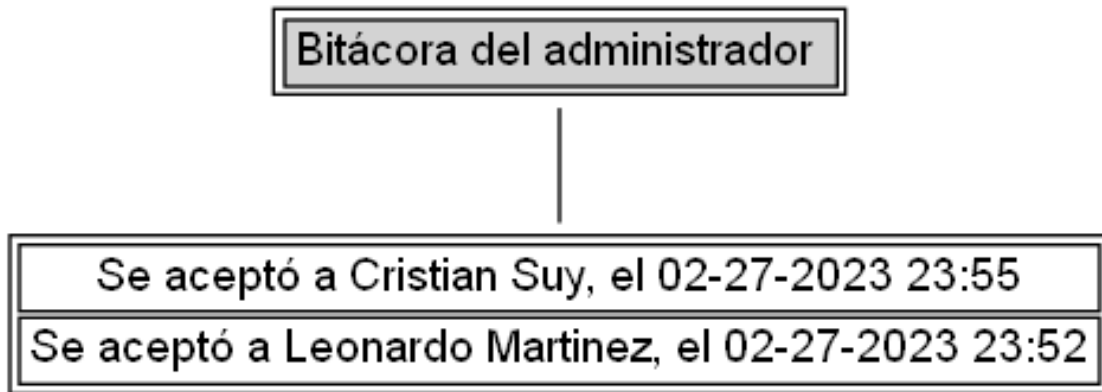 Bitácora del administrador
Se aceptó a Cristian Suy, el 02-27-2023 23:55
Se aceptó a Leonardo Martinez, el 02-27-2023 23:52